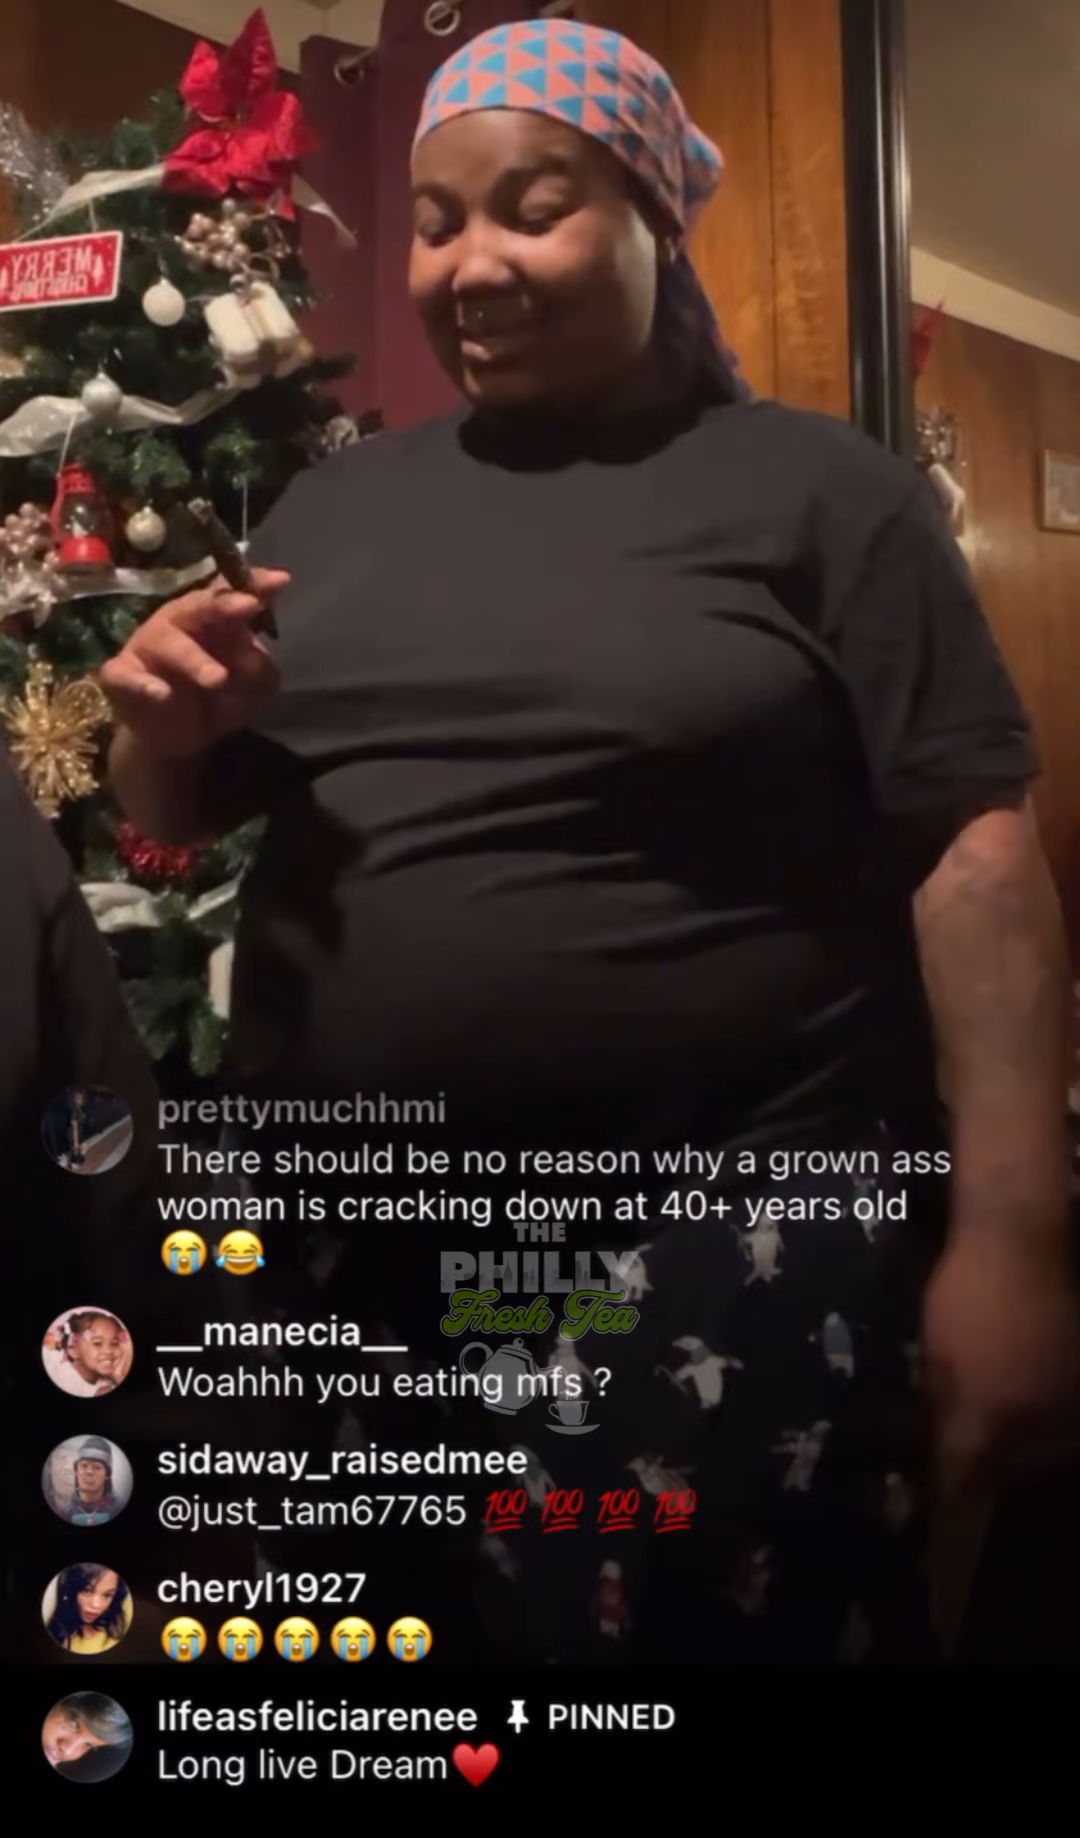 MERRY
CHRISTMAS
prettymuchhmi
There should be no reason why a grown ass
woman is cracking down at 40+ years old
😭😂
THE
PHILLY
Fresh Tea
__manecia__
Woahhh you eating mfs ?
sidaway_raisedmee
@just_tam67765 💯 💯 💯 💯
cheryl1927
😭😭😭😭😭
lifeasfeliciarenee 📌 PINNED
Long live Dream❤️